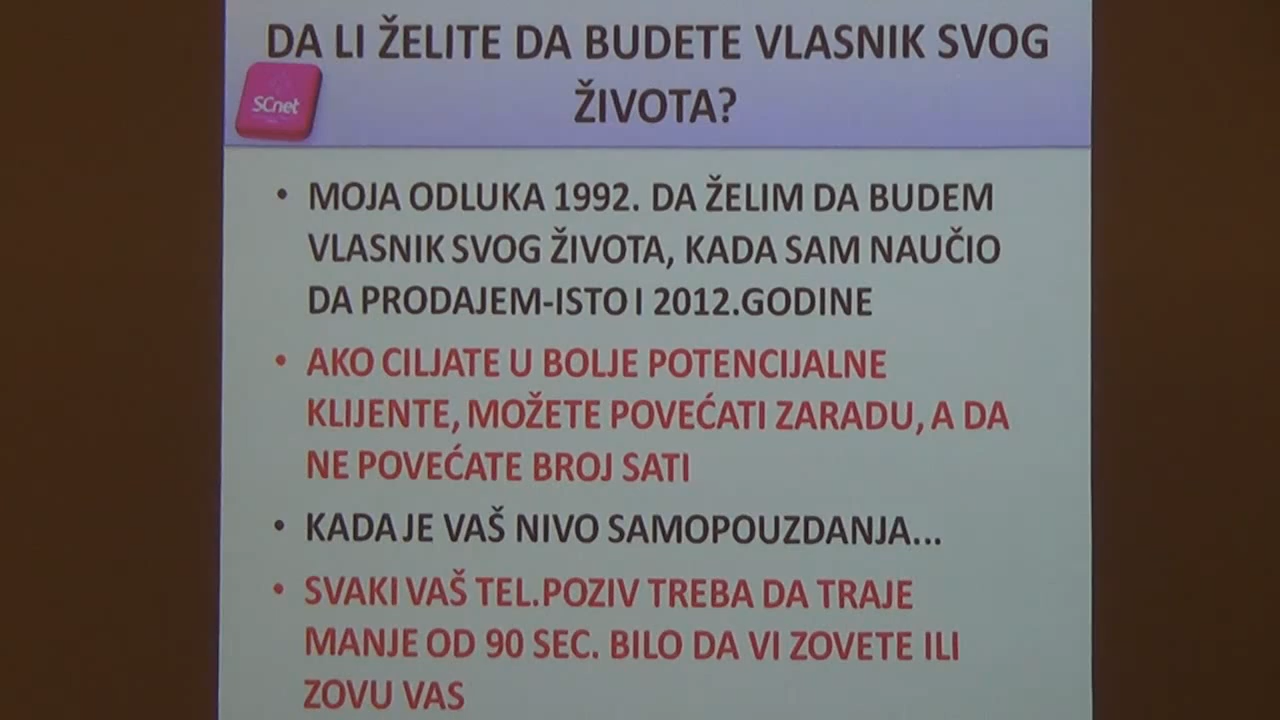 DA LI ŽELITE DA BUDETE VLASNIK SVOG
ŽIVOTA?
SCnet
• MOJA ODLUKA 1992. DA ŽELIM DA BUDEM
VLASNIK SVOG ŽIVOTA, KADA SAM NAUČIO
DA PRODAJEM-ISTO I 2012.GODINE
• AKO CILJATE U BOLJE POTENCIJALNE
KLIJENTE, MOŽETE POVEĆATI ZARADU, A DA
NE POVEĆATE BROJ SATI
• KADA JE VAŠ NIVO SAMOPOUZDANJA...
• SVAKI VAŠ TEL.POZIV TREBA DA TRAJE
MANJE OD 90 SEC. BILO DA VI ZOVETE ILI
ZOVU VAS